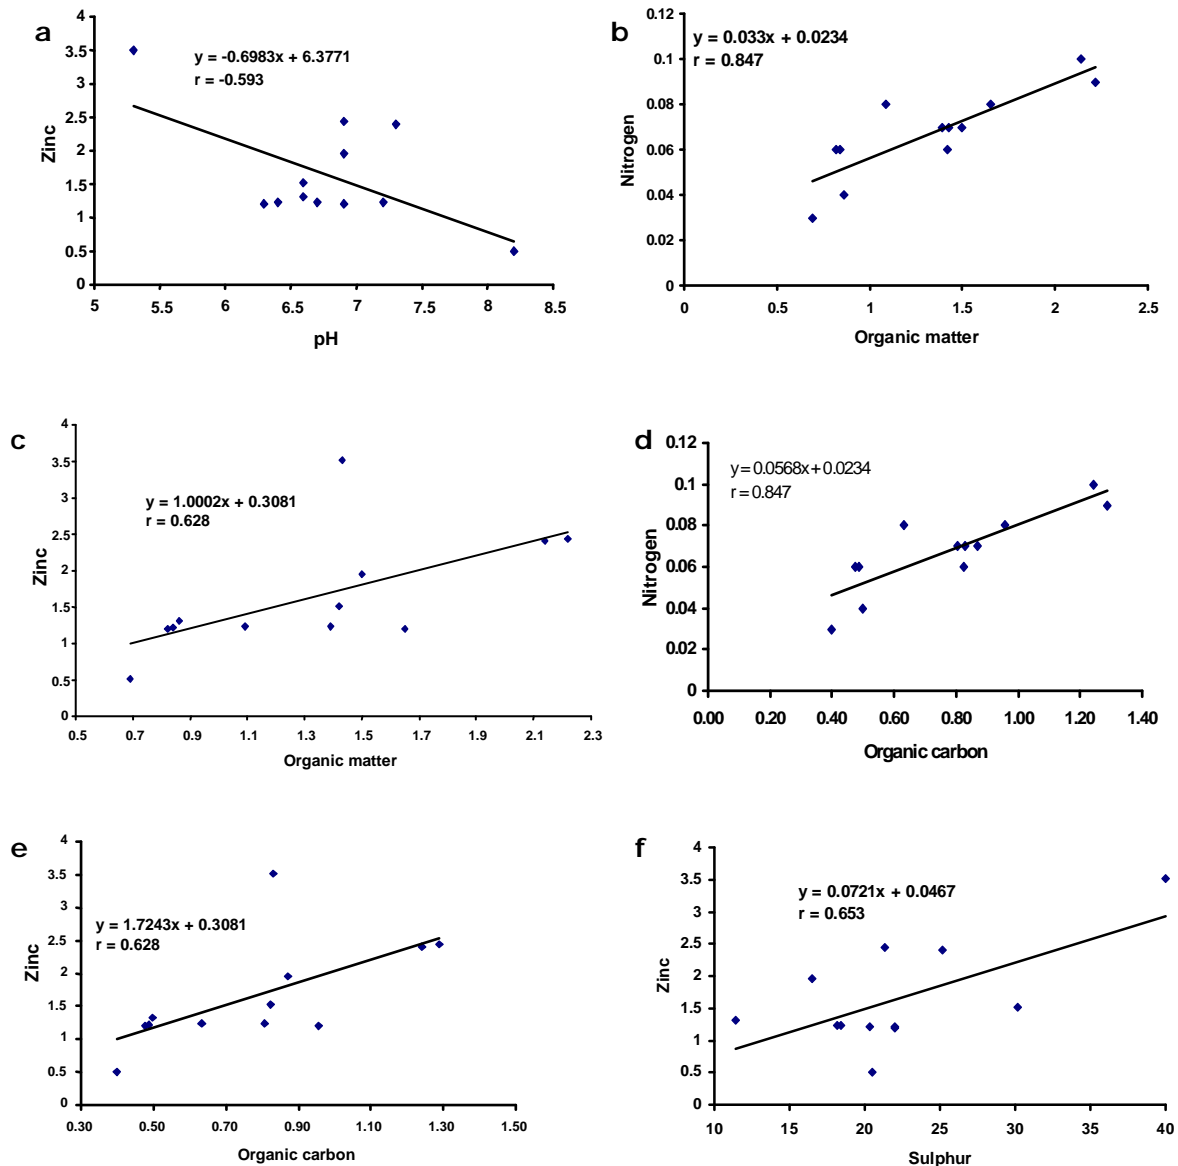 a
4
3.5
3
2.5
2
1.5
1
0.5
0
Zinc
y = -0.6983x + 6.3771
r = -0.593
5 5.5 6 6.5 7 7.5 8 8.5
pH
b
0.12
0.1
0.08
0.06
0.04
0.02
0
Nitrogen
y = 0.033x + 0.0234
r = 0.847
0 0.5 1 1.5 2 2.5
Organic matter
c
4
3.5
3
2.5
2
1.5
1
0.5
0
Zinc
y = 1.0002x + 0.3081
r = 0.628
0.5 0.7 0.9 1.1 1.3 1.5 1.7 1.9 2.1 2.3
Organic matter
d
0.12
0.1
0.08
0.06
0.04
0.02
0
Nitrogen
y = 0.0568x + 0.0234
r = 0.847
0.00 0.20 0.40 0.60 0.80 1.00 1.20 1.40
Organic carbon
e
4
3.5
3
2.5
2
1.5
1
0.5
0
Zinc
y = 1.7243x + 0.3081
r = 0.628
0.30 0.50 0.70 0.90 1.10 1.30 1.50
Organic carbon
f
4
3.5
3
2.5
2
1.5
1
0.5
0
Zinc
y = 0.0721x + 0.0467
r = 0.653
10 15 20 25 30 35 40
Sulphur